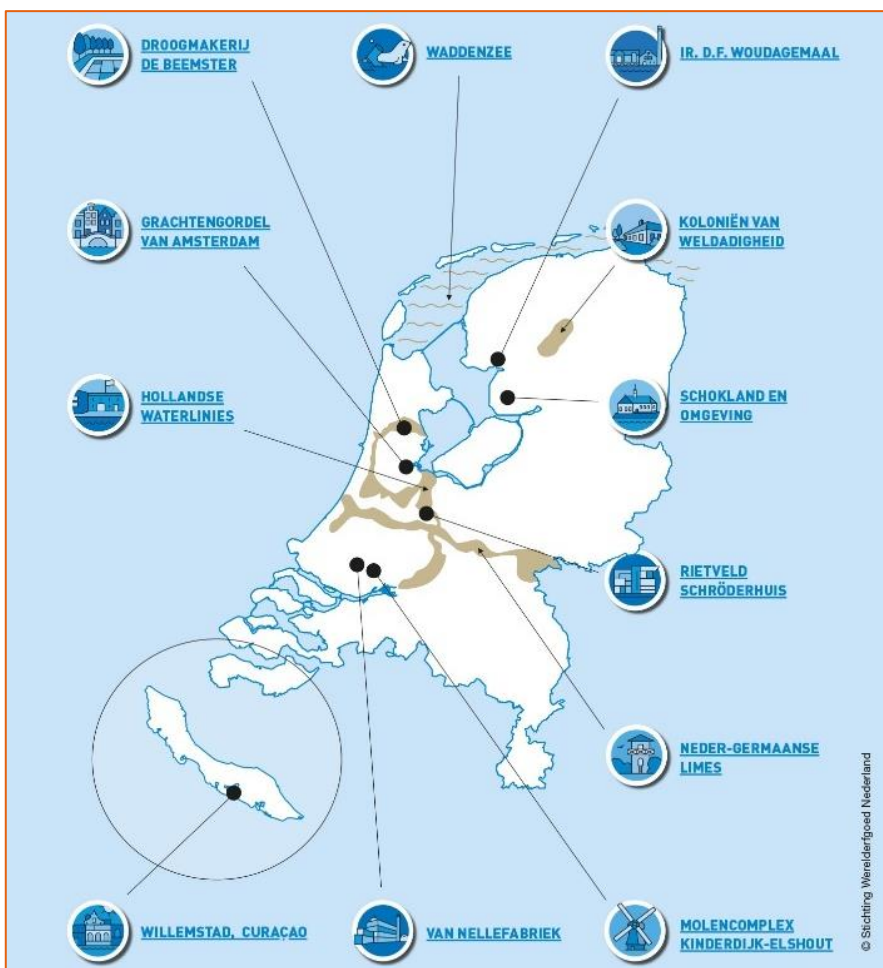 DROOGMAKERIJ
DE BEEMSTER
WADDENZEE
IR. D.F. WOUDAGEMAAL
GRACHTENGORDEL
VAN AMSTERDAM
KOLONIËN VAN
WELDADIGHEID
HOLLANDSE
WATERLINIES
SCHOKLAND EN
OMGEVING
RIETVELD
SCHRÖDERHUIS
NEDER-GERMAANSE
LIMES
WILLEMSTAD, CURAÇAO
VAN NELLEFABRIEK
MOLENCOMPLEX
KINDERDIJK-ELSHOUT
© Stichting Werelderfgoed Nederland